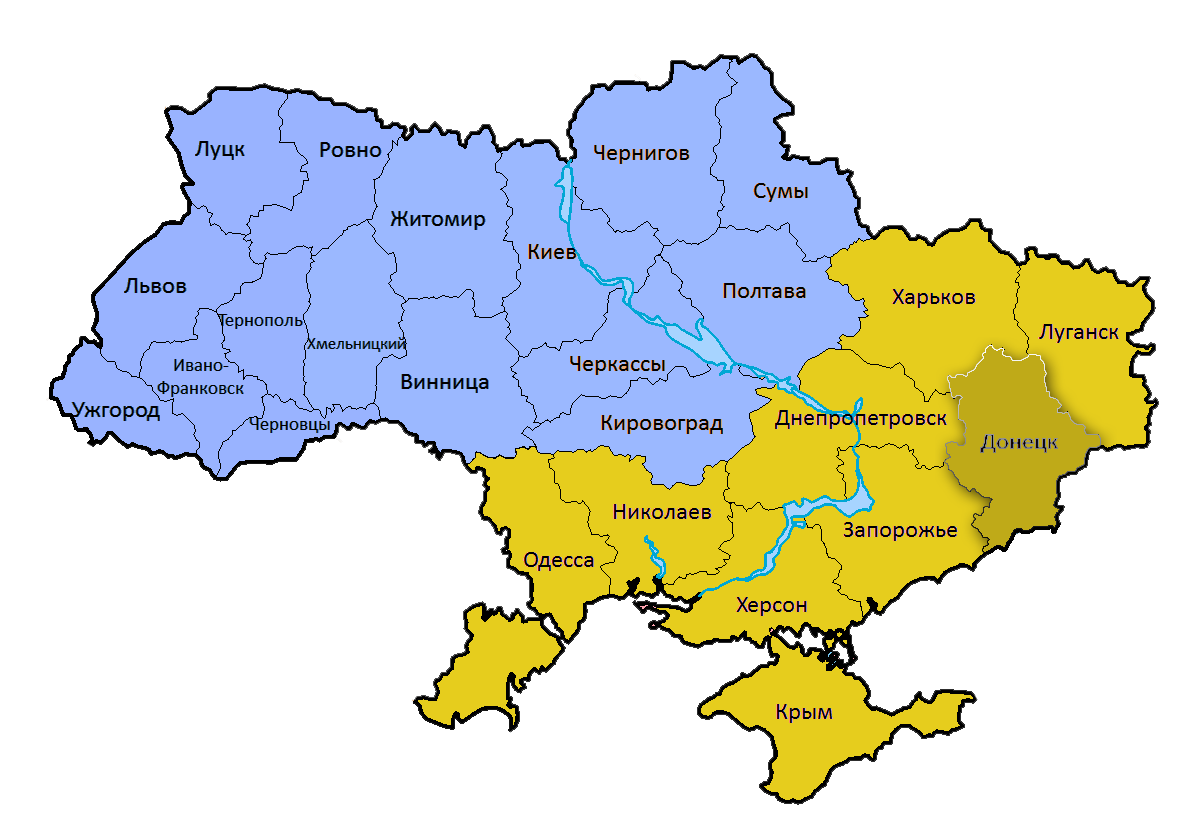 Луцк
Ровно
Чернигов
Сумы
Житомир
Киев
Львов
Полтава
Харьков
Тернополь
Луганск
Хмельницкий
Ивано-
Франковск
Черкассы
Винница
Ужгород
Черновцы
Кировоград
Днепропетровск
Донецк
Николаев
Запорожье
Одесса
Херсон
Крым